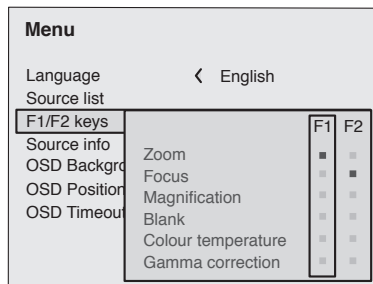 Menu
Language English
Source list
F1/F2 keys
Source info
OSD Backgro
OSD Position
OSD Timeout
F1 F2
Zoom
Focus
Magnification
Blank
Colour temperature
Gamma correction